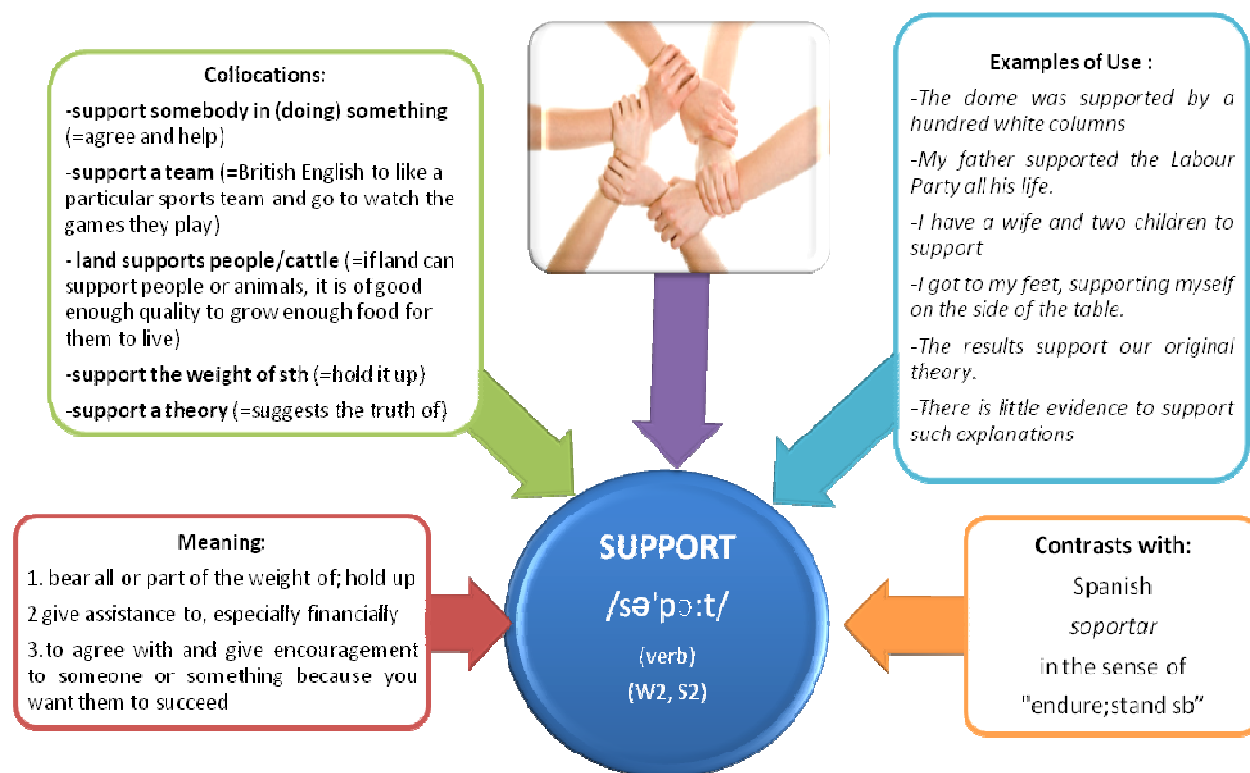 Collocations:
-support somebody in (doing) something
(=agree and help)
-support a team (=British English to like a
particular sports team and go to watch the
games they play)
- land supports people/cattle (=if land can
support people or animals, it is of good
enough quality to grow enough food for
them to live)
-support the weight of sth (=hold it up)
-support a theory (=suggests the truth of)
Examples of Use :
-The dome was supported by a
hundred white columns
-My father supported the Labour
Party all his life.
-I have a wife and two children to
support
-I got to my feet, supporting myself
on the side of the table.
-The results support our original
theory.
-There is little evidence to support
such explanations
Meaning:
1. bear all or part of the weight of; hold up
2 give assistance to, especially financially
3. to agree with and give encouragement
to someone or something because you
want them to succeed
SUPPORT
/səˈpɔ:t/
(verb)
(W2, S2)
Contrasts with:
Spanish
soportar
in the sense of
"endure;stand sb”